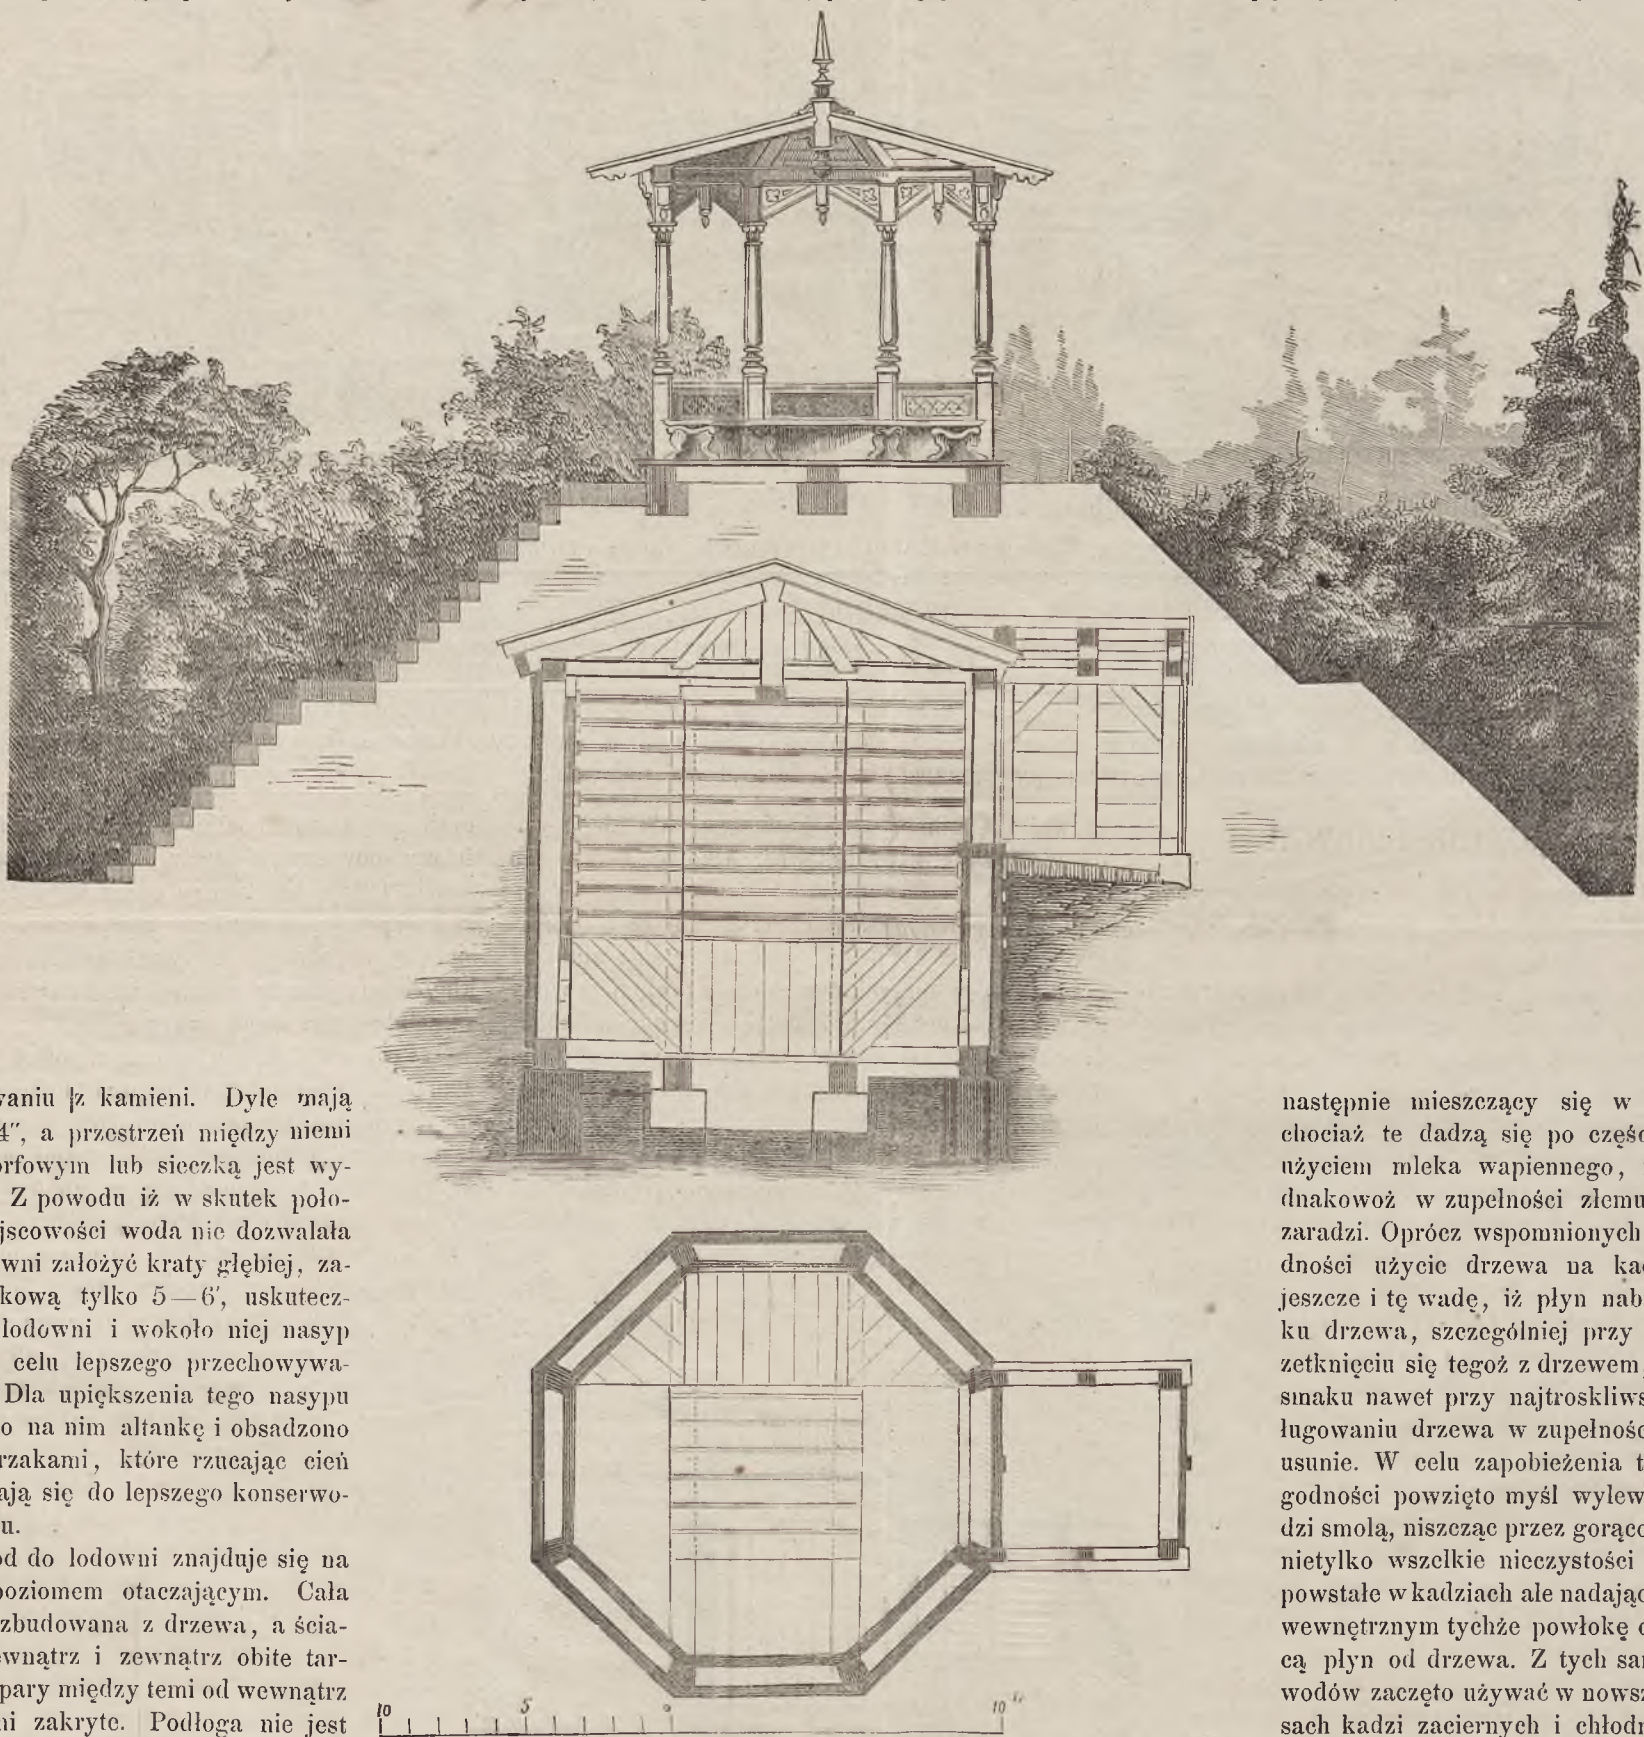 waniu z kamieni. Dyle mają
4", a przestrzeń między niemi
orfowym lub sieczką jest wy-
Z powodu iż w skutek poło-
jscowości woda nie dozwalała
wni założyć kraty głębiej, za-
kową tylko 5—6', uskutecz-
lodowni i wokoło niej nasyp
celu lepszego przechowywa-
Dla upiększenia tego nasypu
o na nim altankę i obsadzono
rzakami, które rzucając cień
ają się do lepszego konserwo-
u.
od do lodowni znajduje się na
poziomem otaczającym. Cała
zbudowana z drzewa, a ścia-
ewnątrz i zewnątrz obite tar-
pary między temi od wewnątrz
ni zakryte. Podłoga nie jest
10 5 0 10
następnie mieszczący się w
chociaż te dadzą się po częśc
użyciem mleka wapiennego,
dnakowoż w zupełności złemu
zaradzi. Oprócz wspomnionych
dności użycie drzewa na ka
jeszcze i tę wadę, iż płyn nab
ku drzewa, szczególniej przy
zetknięciu się tegoż z drzewem,
smaku nawet przy najtroskliws
ługowaniu drzewa w zupełnośc
usunie. W celu zapobieżenia t
godności powzięto myśl wylew
dzi smołą, niszcząc przez gorąco
nietylko wszelkie nieczystości
powstałe w kadziach ale nadając
wewnętrznym tychże powłokę
cą płyn od drzewa. Z tych sa
wodów zaczęto używać w nowsz
sach kadzi zaciernych i chłodn